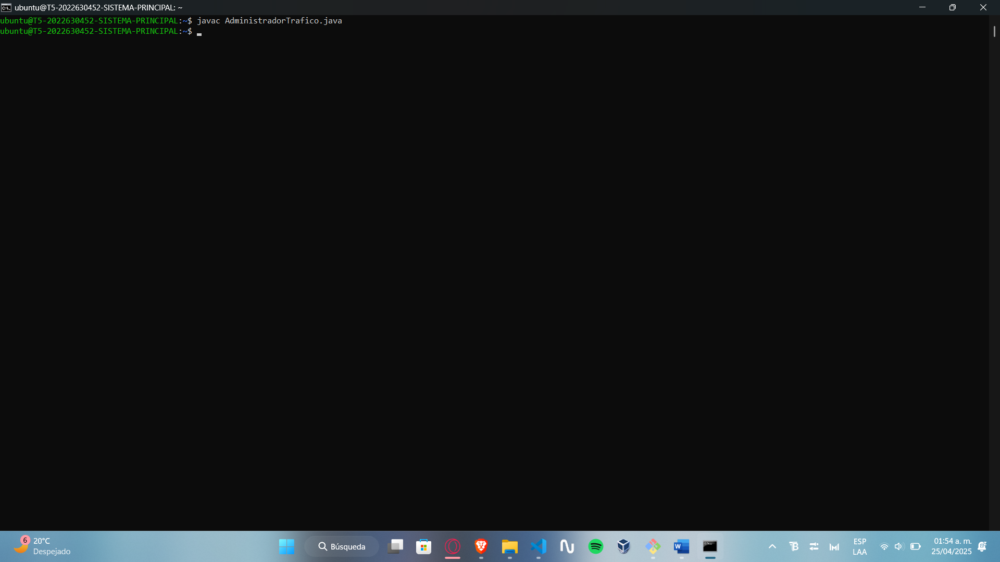 ubuntu@T5-2022630452-SISTEMA-PRINCIPAL: ~
ubuntu@T5-2022630452-SISTEMA-PRINCIPAL:~$ javac AdministradorTrafico.java
ubuntu@T5-2022630452-SISTEMA-PRINCIPAL:~$
6
20°C
Despejado
Búsqueda
ESP
LAA
01:54 a. m.
25/04/2025